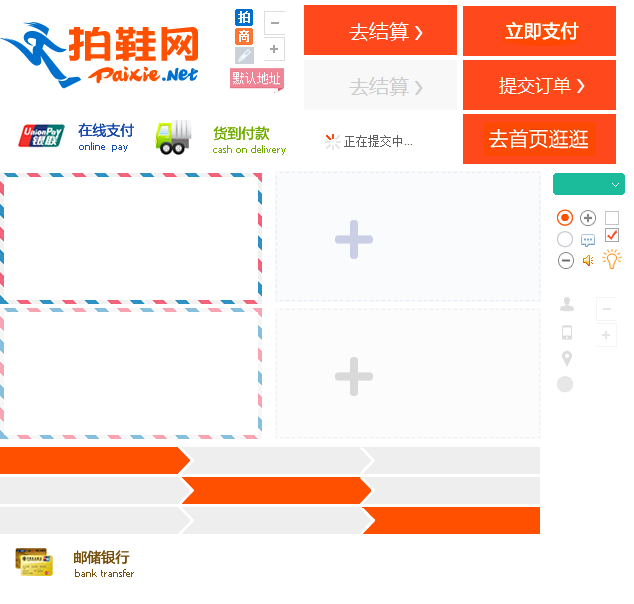 拍鞋网
Paixie.Net
拍
商
默认地址
去结算
去结算
立即支付
提交订单
去首页逛逛
在线支付
online pay
UnionPay
银联
货到付款
cash on delivery
正在提交中...
邮储银行
bank transfer